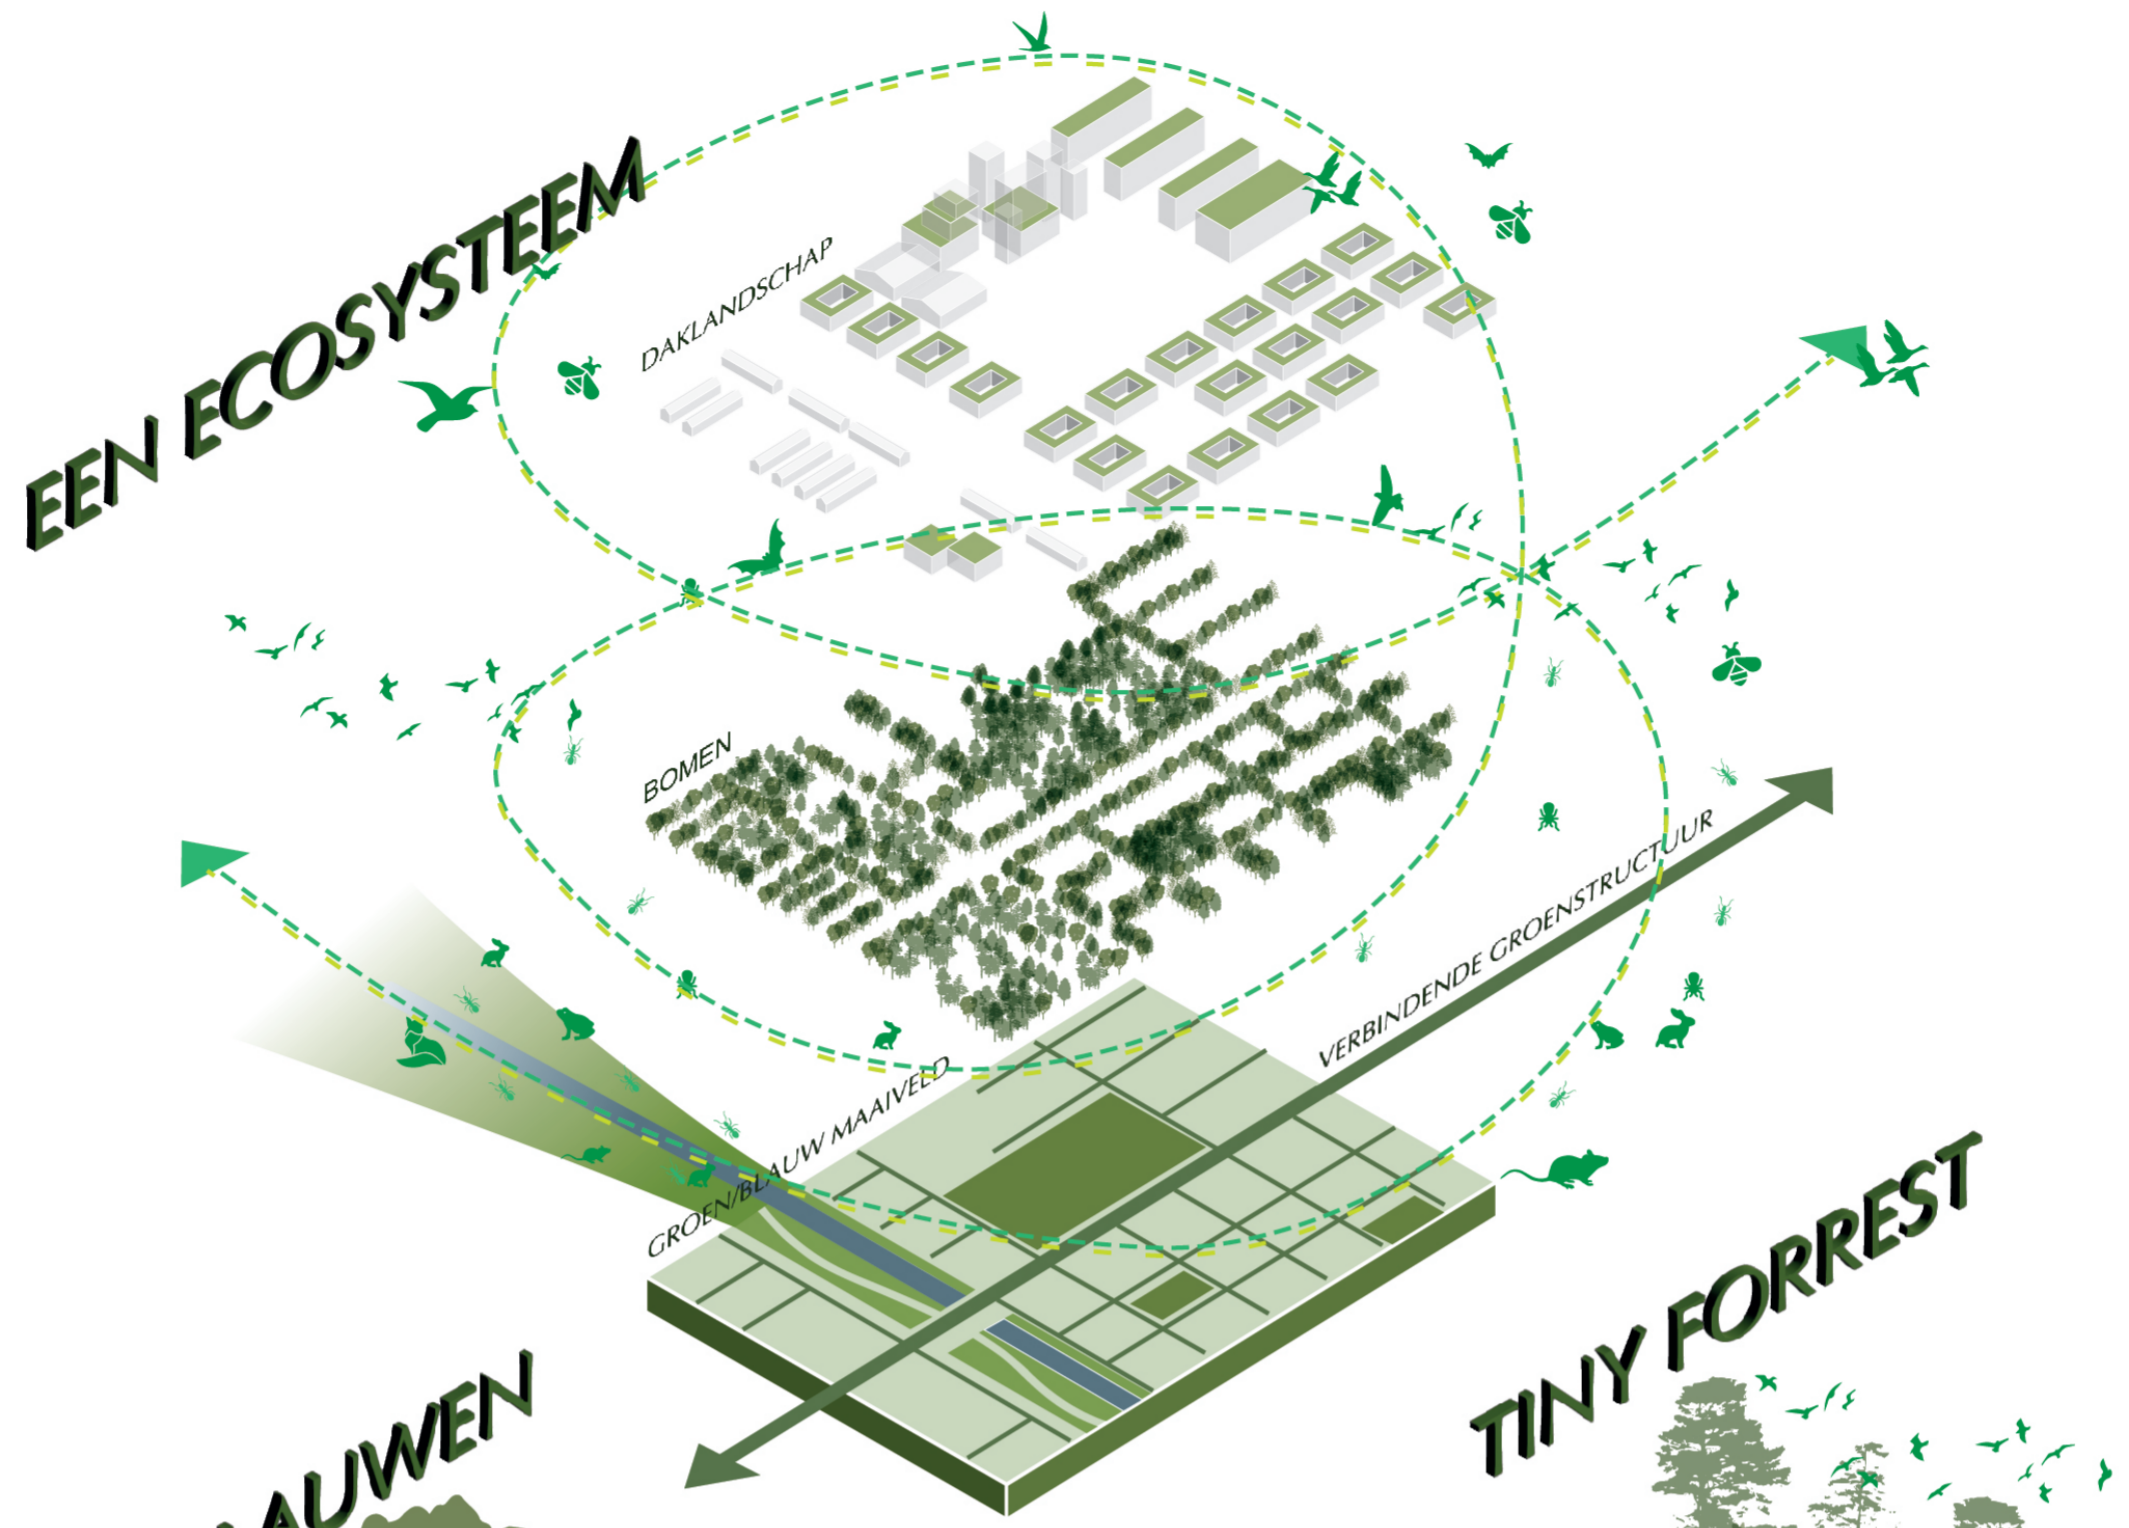 EEN ECOSYSTEEM
DAKLANDSCHAP
BOMEN
VERBINDENDE GROENSTRUCTUUR
GROEN/BLAUW MAAIVELD
TINY FORREST